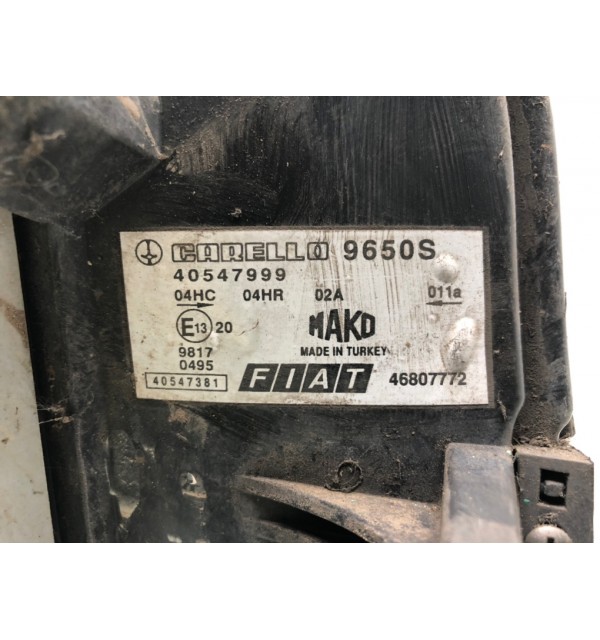 CARELLO 9650S
40547999
04HC 04HR 02A 011a
E13 20 MAKO
MADE IN TURKEY
9817
0495
40547381 FIAT 46807772